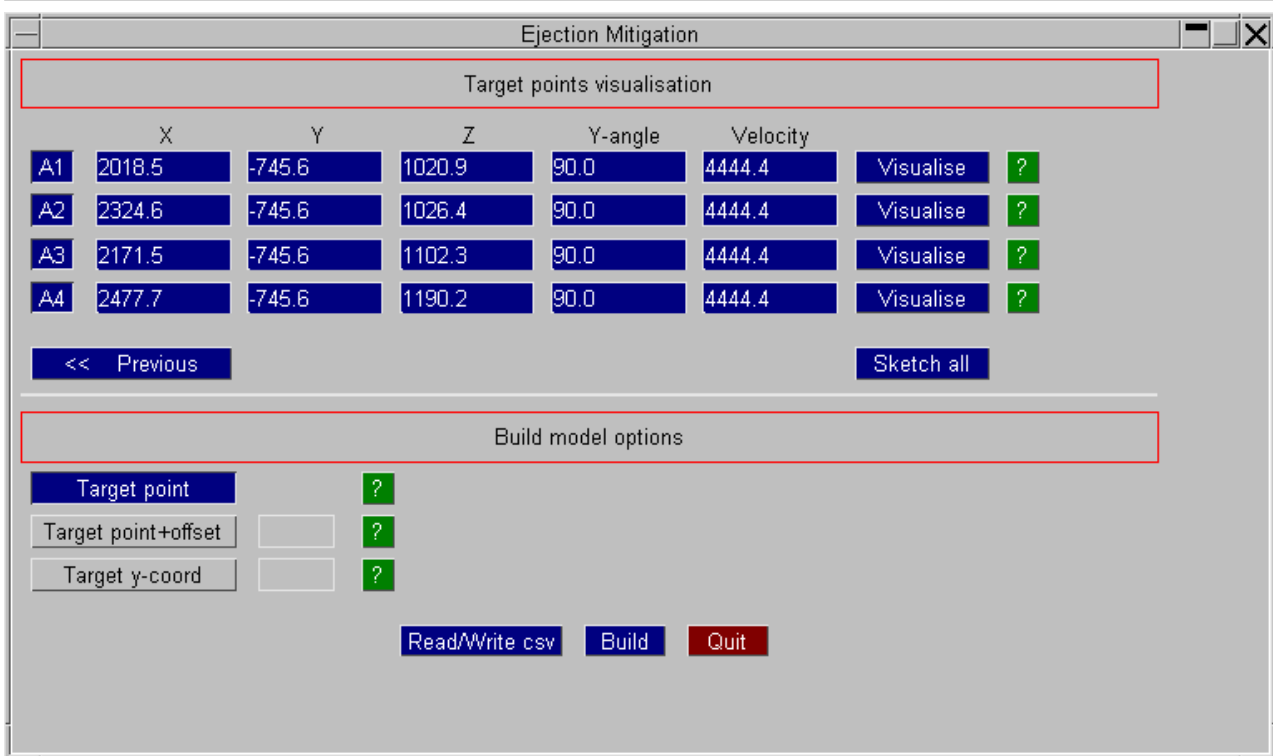 Ejection Mitigation
Target points visualisation
X Y Z Y-angle Velocity
A1 2018.5 -745.6 1020.9 90.0 4444.4 Visualise ?
A2 2324.6 -745.6 1026.4 90.0 4444.4 Visualise ?
A3 2171.5 -745.6 1102.3 90.0 4444.4 Visualise ?
A4 2477.7 -745.6 1190.2 90.0 4444.4 Visualise ?
<< Previous Sketch all
Build model options
Target point ?
Target point+offset ?
Target y-coord ?
Read/Write csv Build Quit